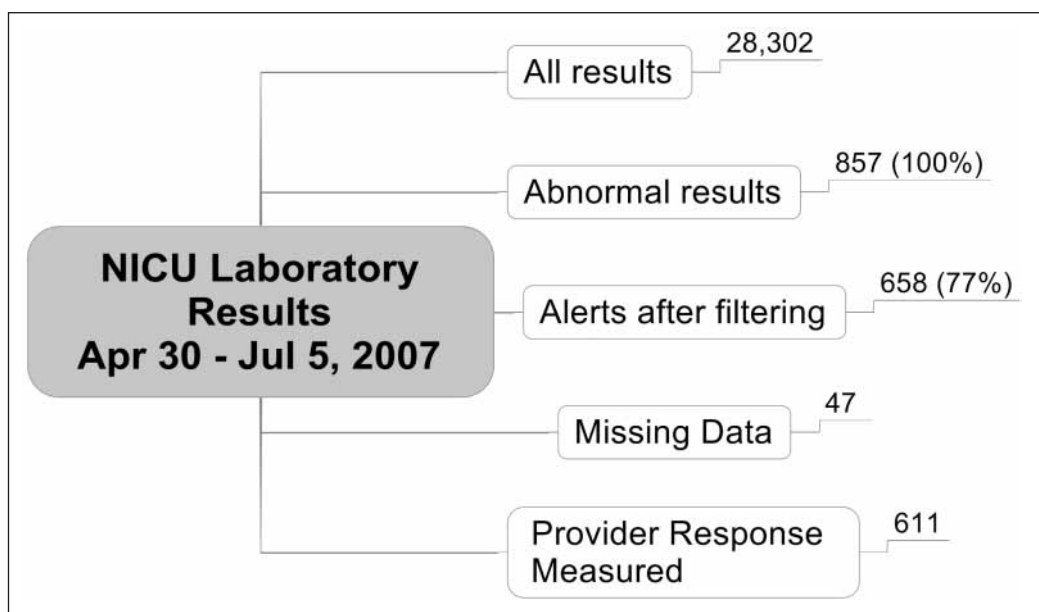 28,302
All results
857 (100%)
Abnormal results
NICU Laboratory
Results
Apr 30 - Jul 5, 2007
658 (77%)
Alerts after filtering
47
Missing Data
611
Provider Response
Measured